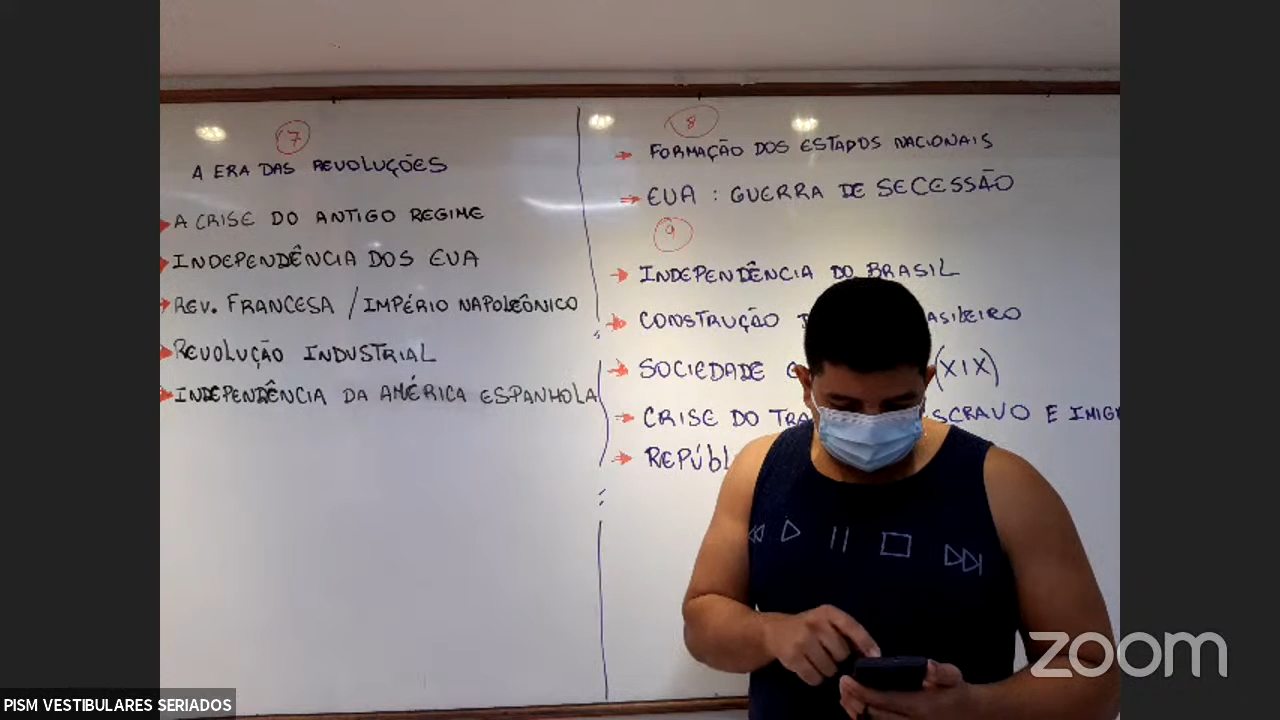 7
A ERA DAS REVOLUÇÕES
A CRISE DO ANTIGO REGIME
INDEPENDÊNCIA DOS EUA
REV. FRANCESA / IMPÉRIO NAPOLEÔNICO
REVOLUÇÃO INDUSTRIAL
INDEPENDÊNCIA DA AMÉRICA ESPANHOLA
8
FORMAÇÃO DOS ESTADOS NACIONAIS
EUA : GUERRA DE SECESSÃO
9
INDEPENDÊNCIA DO BRASIL
CONSTRUÇÃO
SOCIEDADE (XIX)
CRISE DO E
zoom
PISM VESTIBULARES SERIADOS